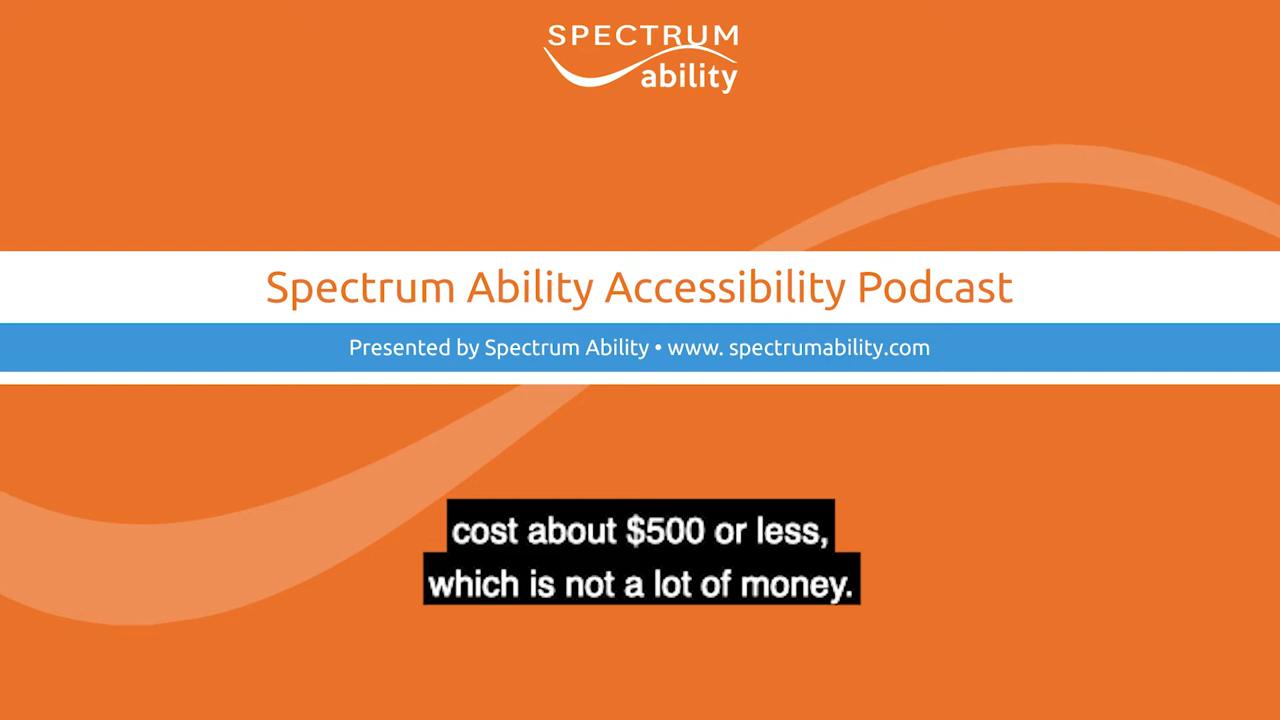 SPECTRUM
ability
Spectrum Ability Accessibility Podcast
Presented by Spectrum Ability • www. spectrumability.com
cost about $500 or less,
which is not a lot of money.